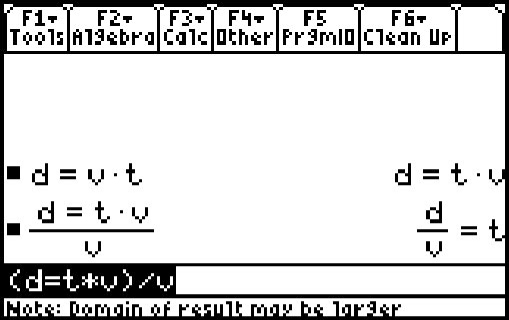 F1▾ F2▾ F3▾ F4▾ F5 F6▾
Tools Algebra Calc Other PrgmIO Clean Up
▪ d = v · t d = t · v
▪ (d = t · v) / v d / v = t
(d=t*v)/v
Note: Domain of result may be larger